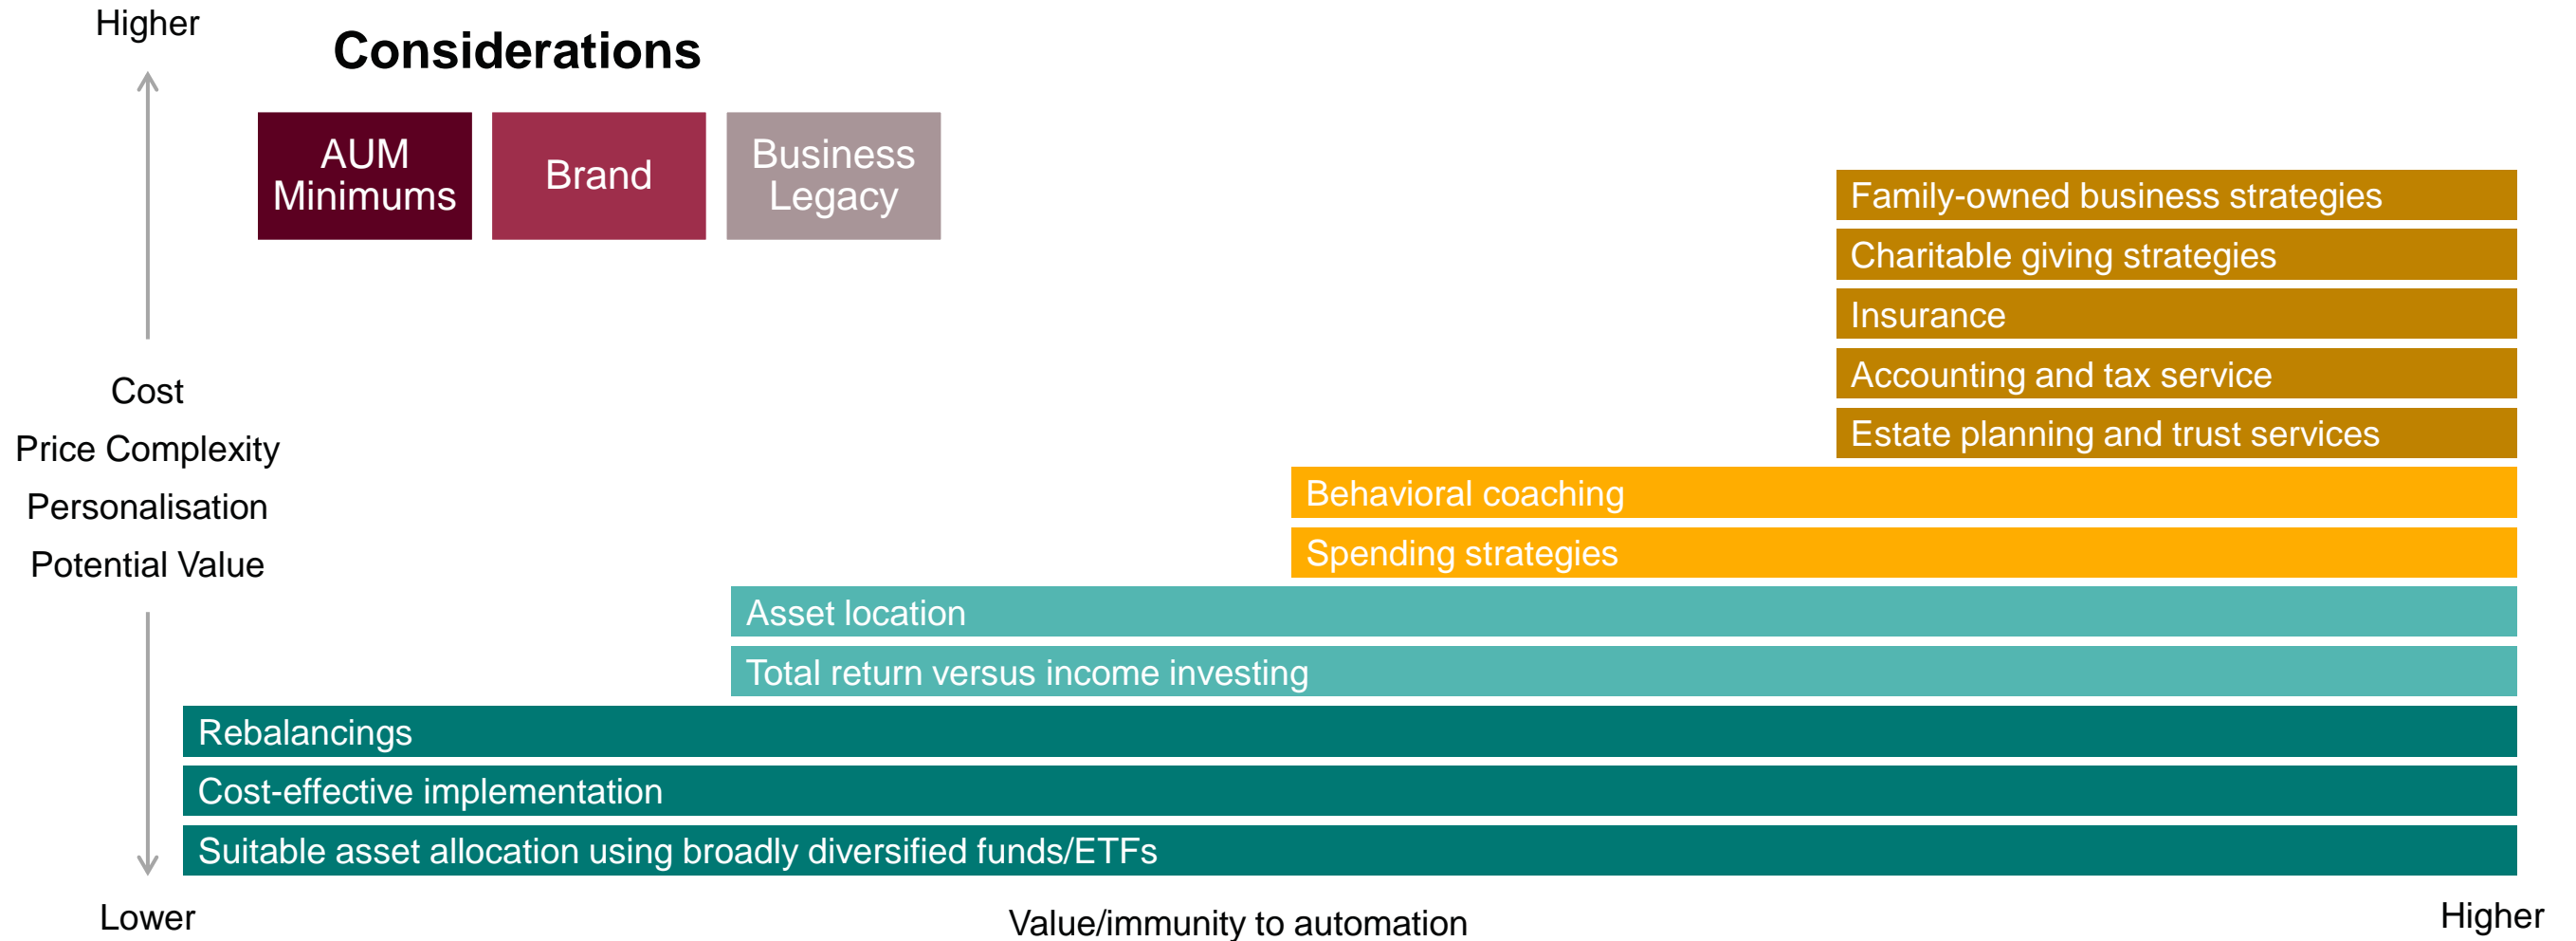 Higher
Considerations
AUM
Minimums
Brand
Business
Legacy
Family-owned business strategies
Charitable giving strategies
Insurance
Accounting and tax service
Estate planning and trust services
Cost
Price Complexity
Personalisation
Potential Value
Behavioral coaching
Spending strategies
Asset location
Total return versus income investing
Rebalancings
Cost-effective implementation
Suitable asset allocation using broadly diversified funds/ETFs
Lower
Value/immunity to automation
Higher